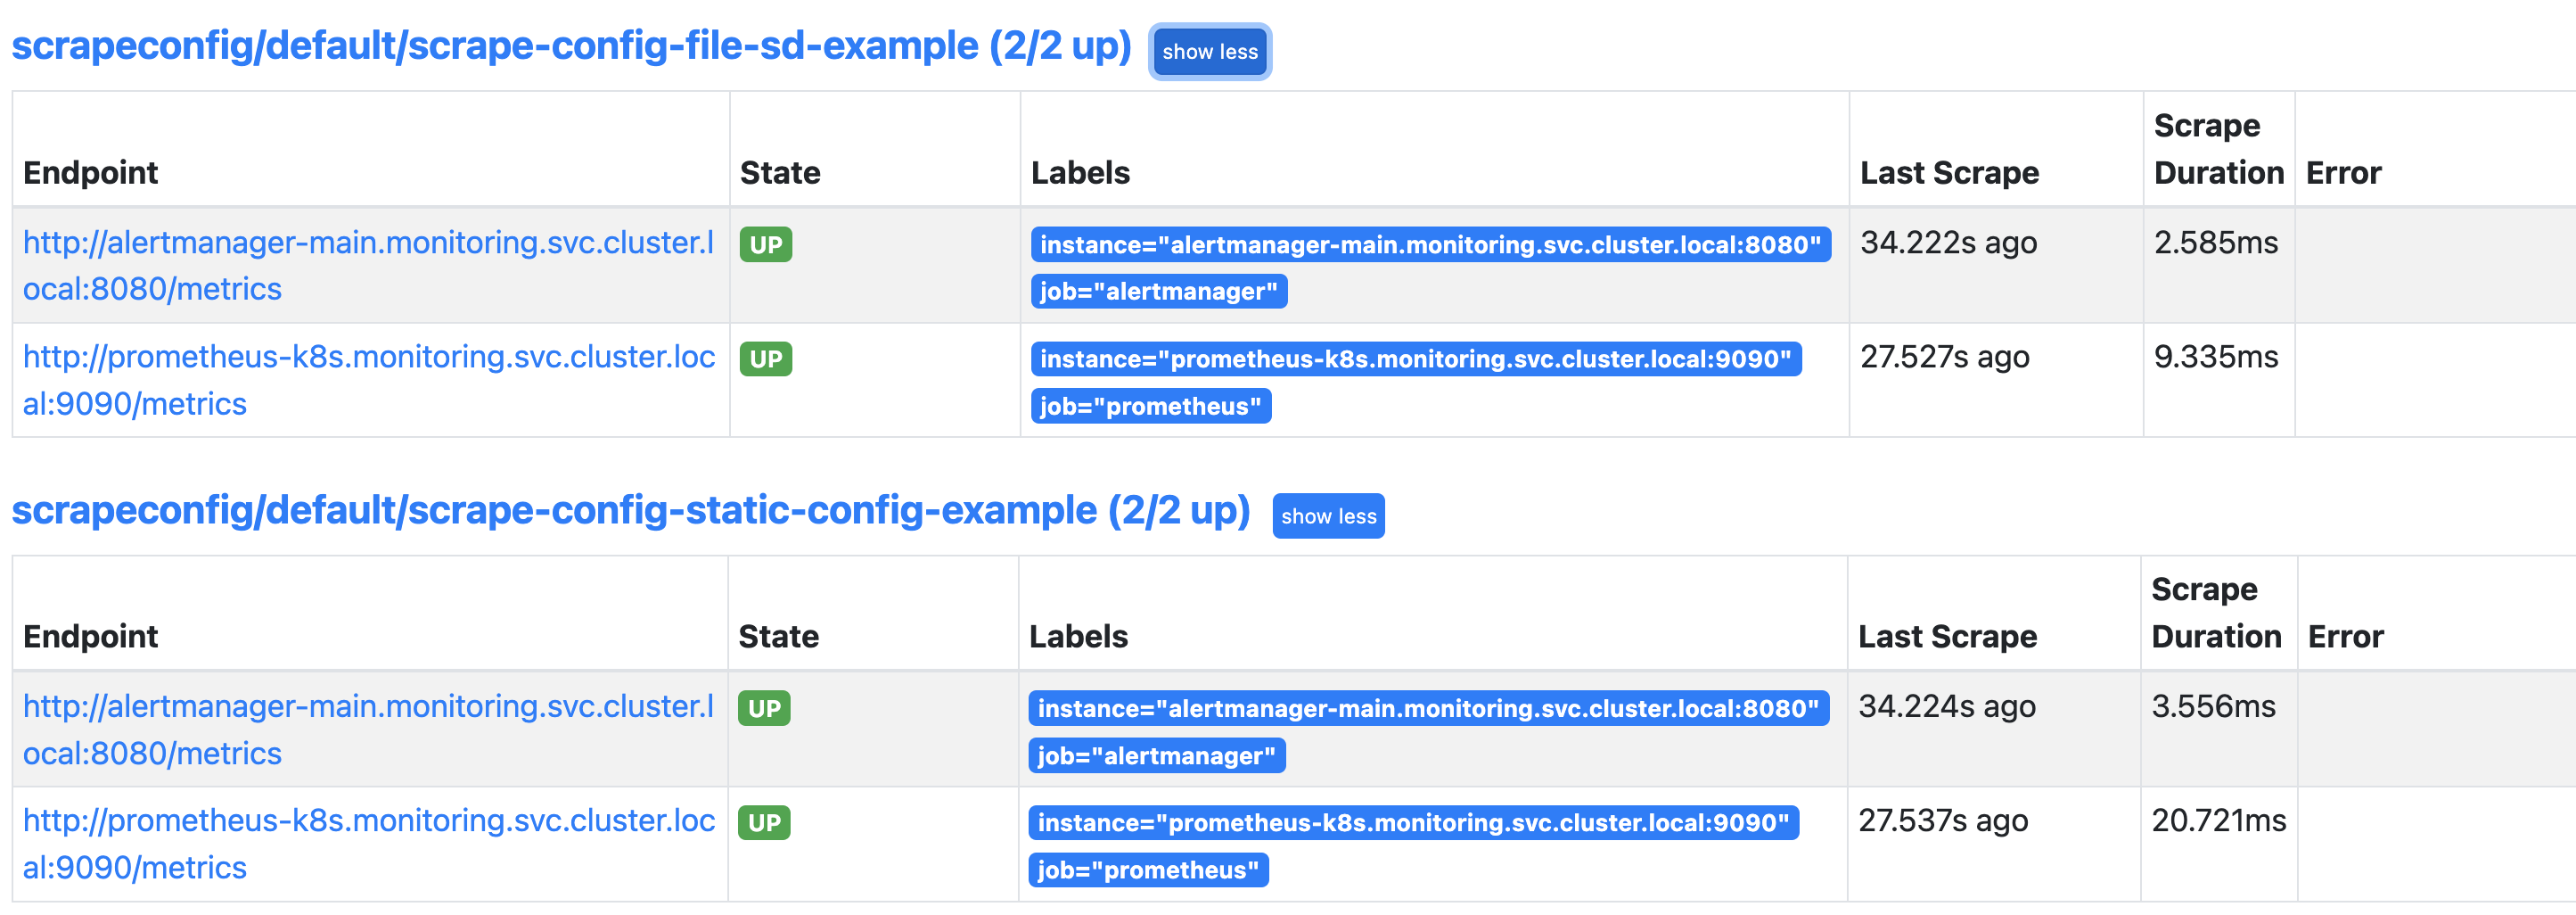 scrapeconfig/default/scrape-config-file-sd-example (2/2 up) show less
Endpoint State Labels Last Scrape Scrape Duration Error
http://alertmanager-main.monitoring.svc.cluster.l UP instance="alertmanager-main.monitoring.svc.cluster.local:8080" 34.222s ago 2.585ms
ocal:8080/metrics job="alertmanager"
http://prometheus-k8s.monitoring.svc.cluster.loc UP instance="prometheus-k8s.monitoring.svc.cluster.local:9090" 27.527s ago 9.335ms
al:9090/metrics job="prometheus"
scrapeconfig/default/scrape-config-static-config-example (2/2 up) show less
Endpoint State Labels Last Scrape Scrape Duration Error
http://alertmanager-main.monitoring.svc.cluster.l UP instance="alertmanager-main.monitoring.svc.cluster.local:8080" 34.224s ago 3.556ms
ocal:8080/metrics job="alertmanager"
http://prometheus-k8s.monitoring.svc.cluster.loc UP instance="prometheus-k8s.monitoring.svc.cluster.local:9090" 27.537s ago 20.721ms
al:9090/metrics job="prometheus"